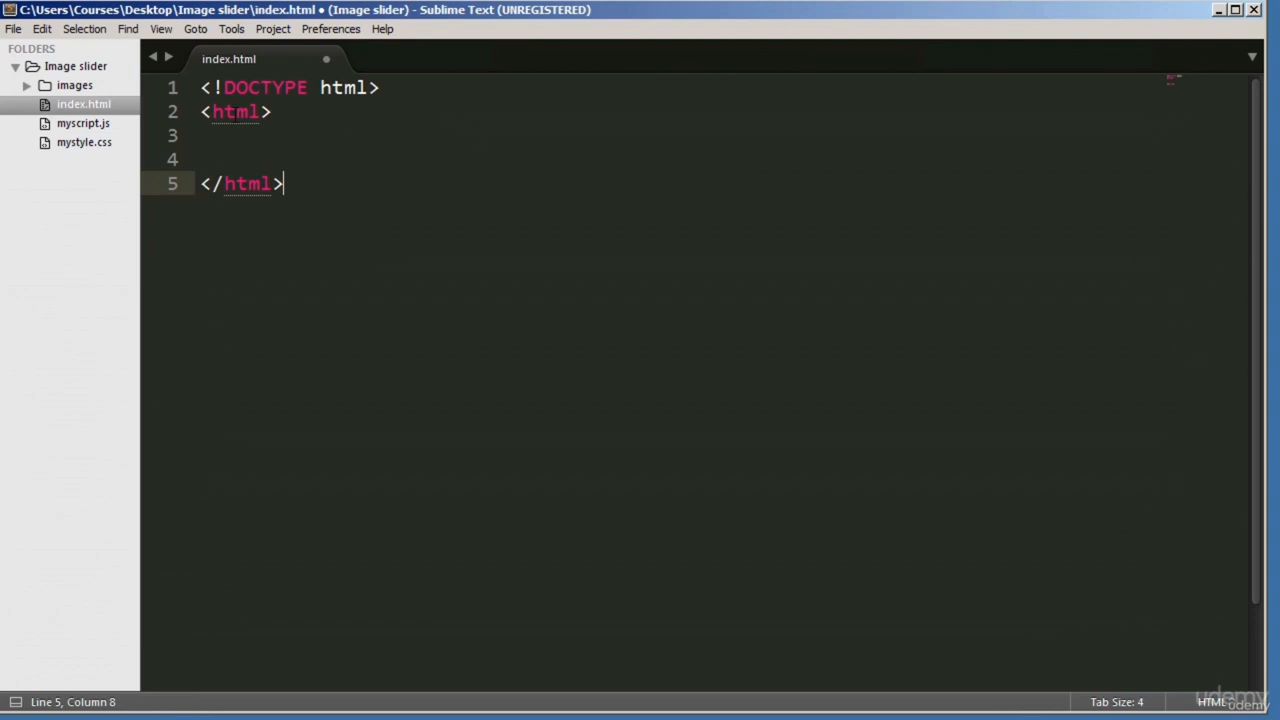 C:\Users\Courses\Desktop\Image slider\index.html • (Image slider) - Sublime Text (UNREGISTERED)
File Edit Selection Find View Goto Tools Project Preferences Help
FOLDERS
Image slider
images
index.html
myscript.js
mystyle.css
index.html
1 <!DOCTYPE html>
2 <html>
3
4
5 </html>
Line 5, Column 8
Tab Size: 4
HTML
udemy
udemy